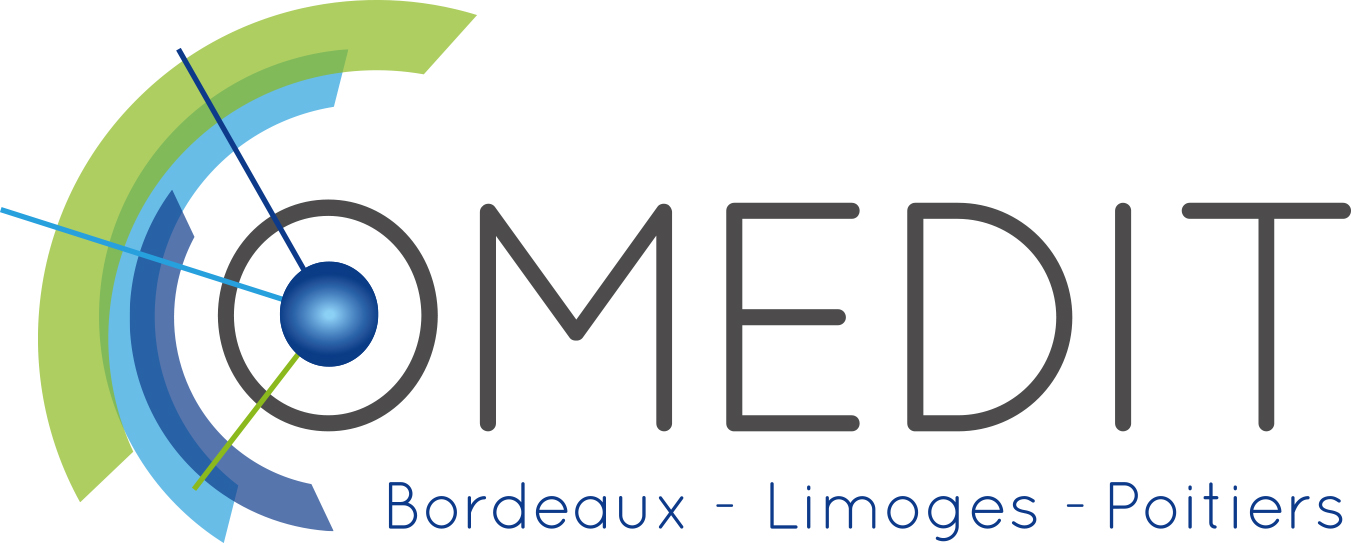 OMEDIT
Bordeaux - Limoges - Poitiers